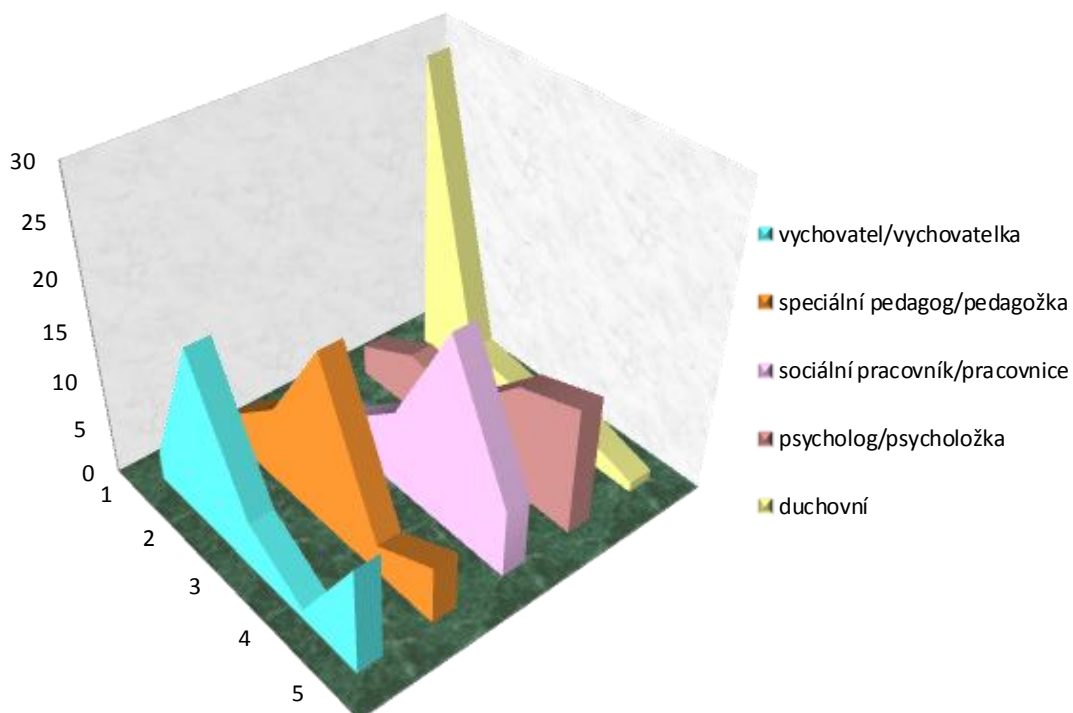 30
25
20
15
10
5
0
1
2
3
4
5
vychovatel/vychovatelka
speciální pedagog/pedagožka
sociální pracovník/pracovnice
psycholog/psycholožka
duchovní